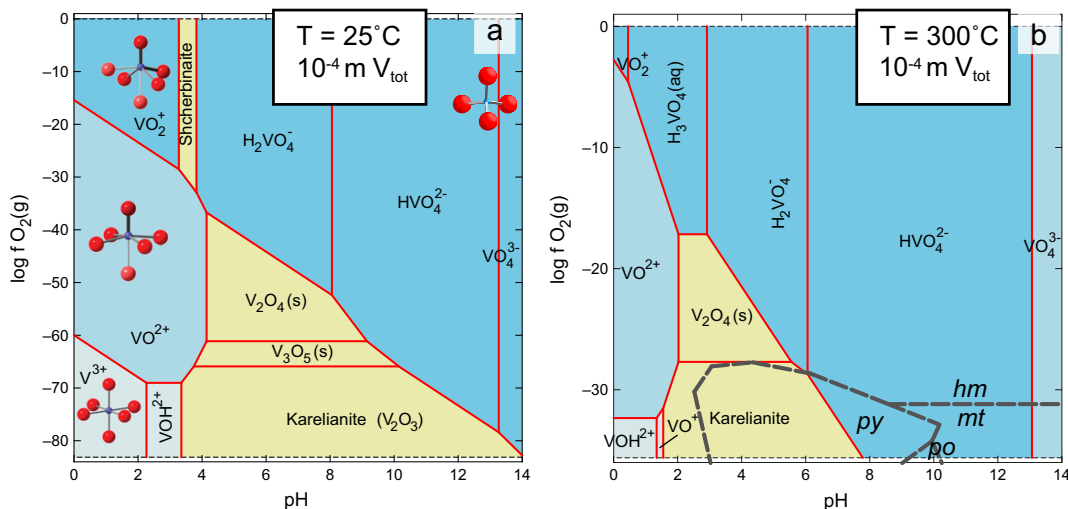 T = 25˚C
10⁻⁴ m Vtot
a
0
−10
−20
−30
−40
−50
−60
−70
−80
log f O₂(g)
0
2
4
6
8
10
12
14
pH
VO₂⁺
Shcherbinaite
H₂VO₄⁻
HVO₄²⁻
VO₄³⁻
VO²⁺
V₂O₄(s)
V₃O₅(s)
V³⁺
VOH²⁺
Karelianite (V₂O₃)
T = 300˚C
10⁻⁴ m Vtot
b
0
−10
−20
−30
log f O₂(g)
0
2
4
6
8
10
12
14
pH
VO₂⁺
H₃VO₄(aq)
H₂VO₄⁻
HVO₄²⁻
VO₄³⁻
VO²⁺
V₂O₄(s)
Karelianite
VOH²⁺
VO⁺
hm
mt
py
po